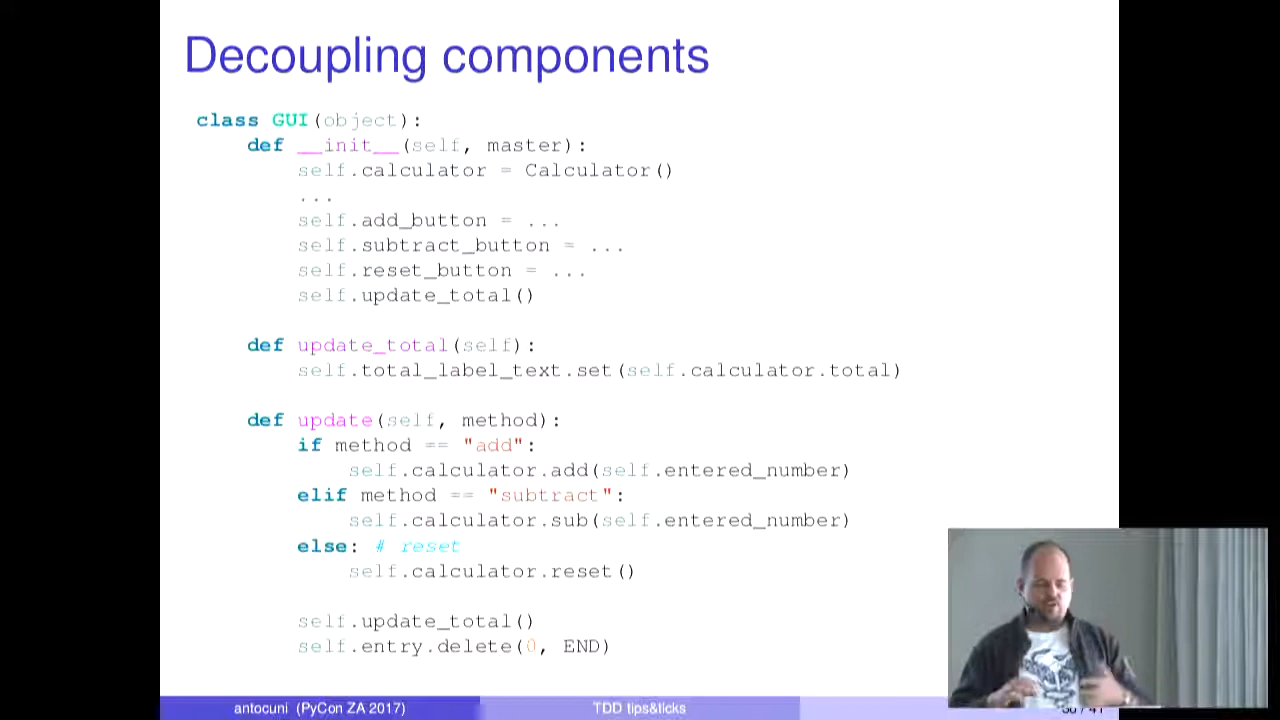 Decoupling components
class GUI(object):
def __init__(self, master):
self.calculator = Calculator()
...
self.add_button = ...
self.subtract_button = ...
self.reset_button = ...
self.update_total()
def update_total(self):
self.total_label_text.set(self.calculator.total)
def update(self, method):
if method == "add":
self.calculator.add(self.entered_number)
elif method == "subtract":
self.calculator.sub(self.entered_number)
else: # reset
self.calculator.reset()
self.update_total()
self.entry.delete(0, END)
antocuni (PyCon ZA 2017)
TDD tips&tricks